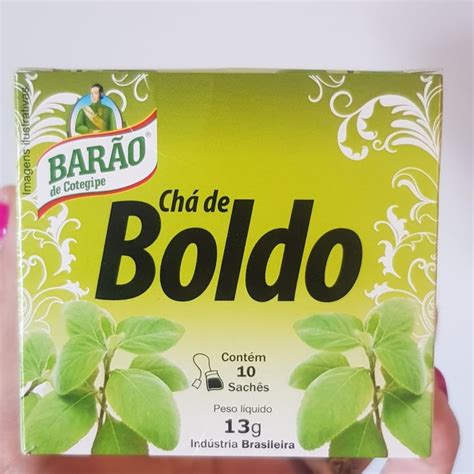 Imagens ilustrativas
BARÃO®
de Cotegipe
Chá de
Boldo
Contém
10
Sachês
Peso líquido
13g
Indústria Brasileira